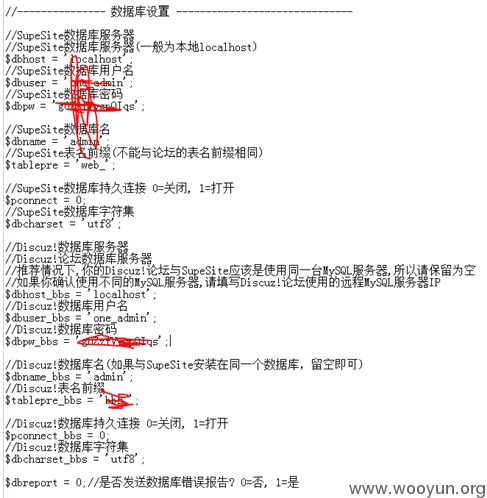 //--------------- 数据库设置 ------------------------------
//SupeSite数据库服务器
//SupeSite数据库服务器(一般为本地localhost)
$dbhost = 'localhost';
//SupeSite数据库用户名
$dbuser = '
//SupeSite数据库密码
$dbpw = '
//SupeSite数据库名
$dbname = 'admin';
//SupeSite表名前缀(不能与论坛的表名前缀相同)
$tablepre = 'web_';
//SupeSite数据库持久连接 0=关闭, 1=打开
$pconnect = 0;
//SupeSite数据库字符集
$dbcharset = 'utf8';
//Discuz!数据库服务器
//Discuz!论坛数据库服务器
//推荐情况下,你的Discuz!论坛与SupeSite应该是使用同一台MySQL服务器,所以请保留为空
//如果你确认使用不同的MySQL服务器,请填写Discuz!论坛使用的远程MySQL服务器IP
$dbhost_bbs = 'localhost';
//Discuz!数据库用户名
$dbuser_bbs = 'one_admin';
//Discuz!数据库密码
$dbpw_bbs = '
//Discuz!数据库名(如果与SupeSite安装在同一个数据库, 留空即可)
$dbname_bbs = 'admin';
//Discuz!表名前缀
$tablepre_bbs = '
//Discuz!数据库持久连接 0=关闭, 1=打开
$pconnect_bbs = 0;
//Discuz!数据库字符集
$dbcharset_bbs = 'utf8';
$dbreport = 0;//是否发送数据库错误报告? 0=否, 1=是
www.wooyun.org